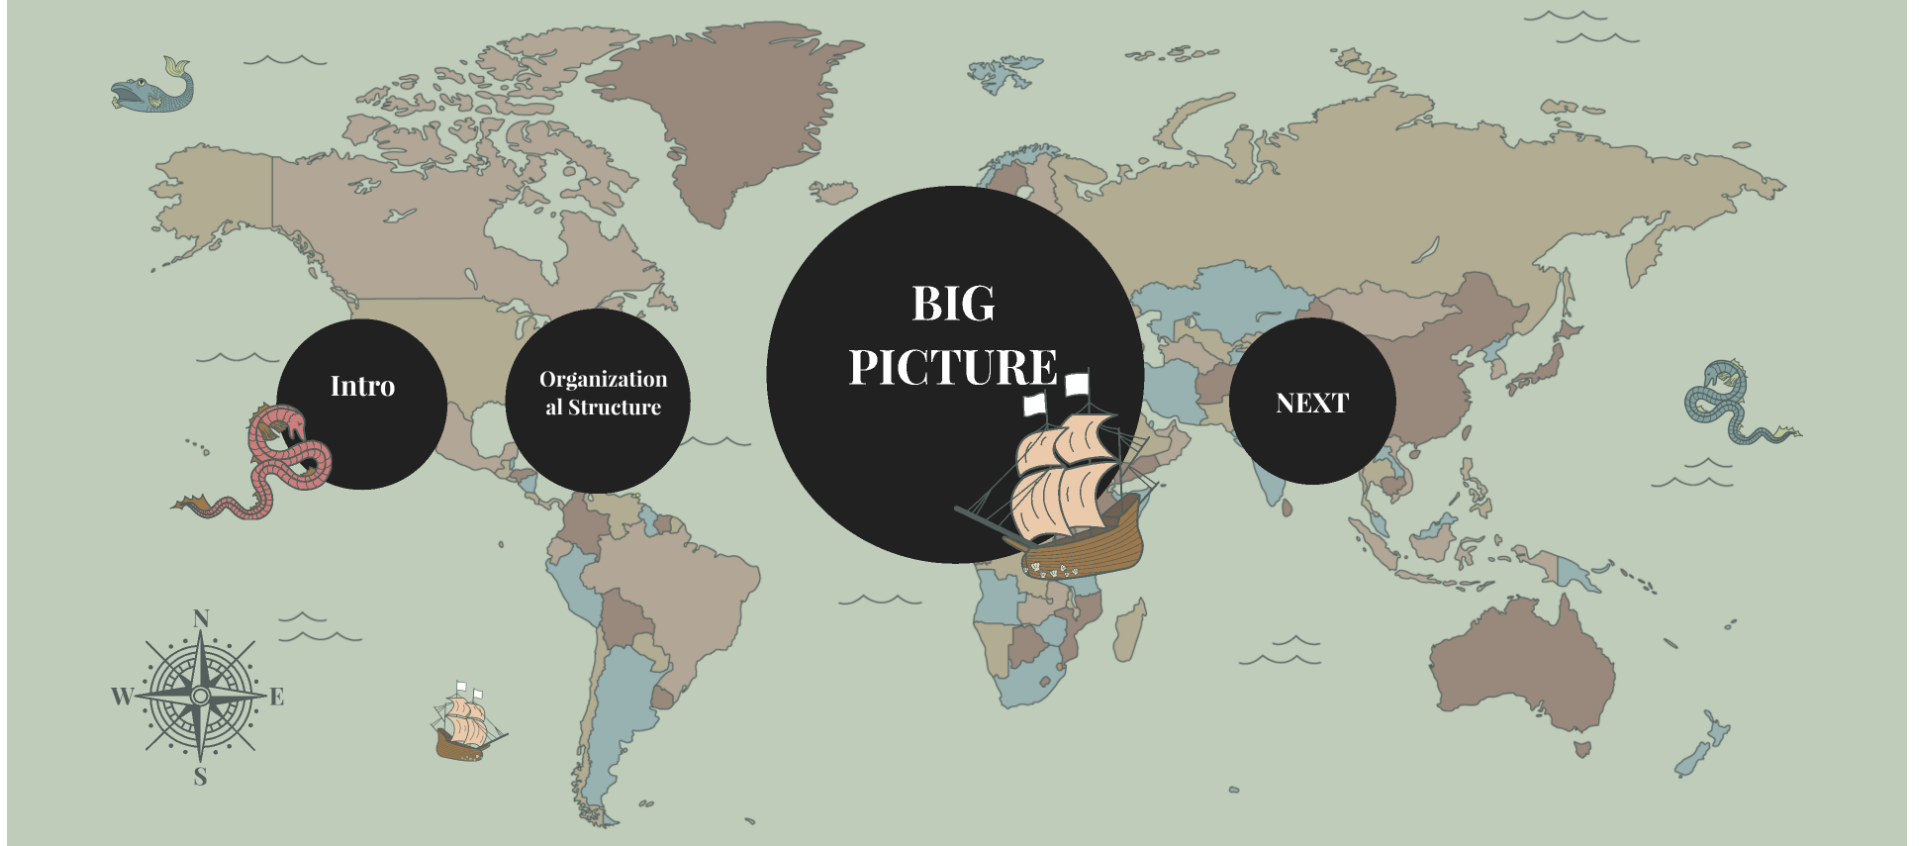 Intro
Organization
al Structure
BIG
PICTURE
NEXT
N
W
E
S